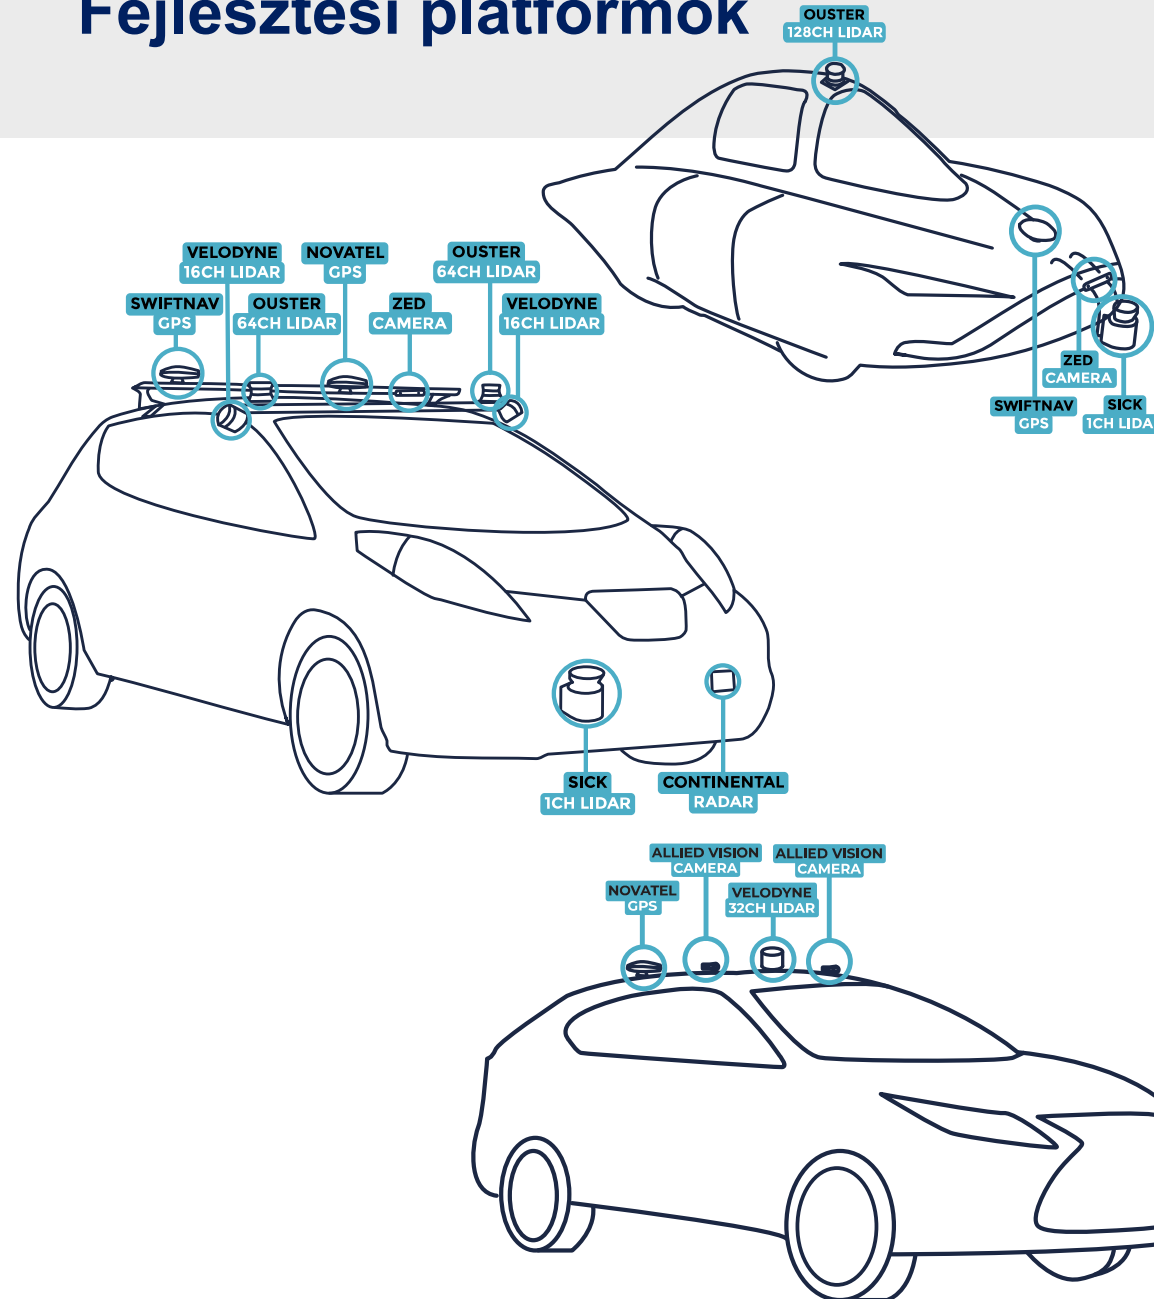 Fejlesztési platformok
OUSTER
128CH LIDAR
VELODYNE
16CH LIDAR
NOVATEL
GPS
OUSTER
64CH LIDAR
SWIFTNAV
GPS
OUSTER
64CH LIDAR
ZED
CAMERA
VELODYNE
16CH LIDAR
ZED
CAMERA
SWIFTNAV
GPS
SICK
1CH LIDA
SICK
1CH LIDAR
CONTINENTAL
RADAR
ALLIED VISION
CAMERA
ALLIED VISION
CAMERA
NOVATEL
GPS
VELODYNE
32CH LIDAR